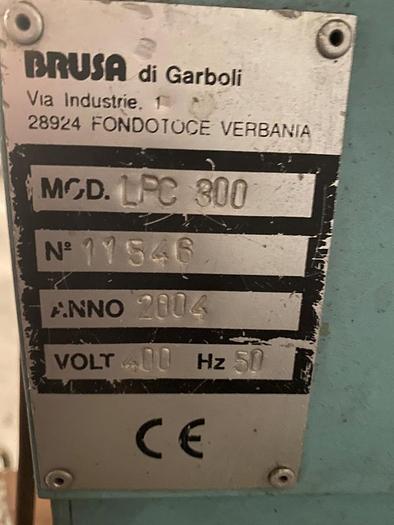 BRUSA di Garboli
Via Industrie, 1
28924 FONDOTOCE VERBANIA
MOD. LPC 300
Nº 11546
ANNO 2004
VOLT 400 Hz 50
CE